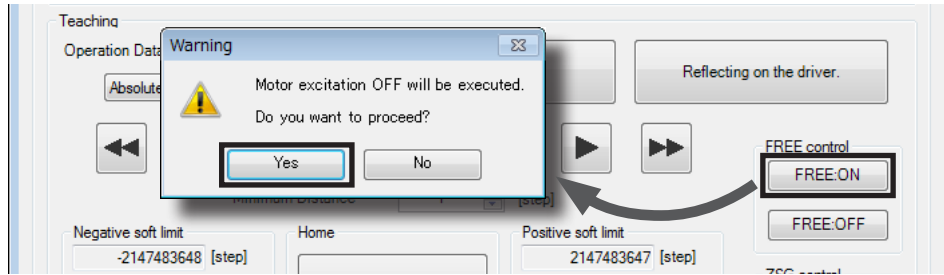 Teaching
Operation Data
Warning
Motor excitation OFF will be executed.
Do you want to proceed?
Yes
No
Absolute
Reflecting on the driver.
FREE control
FREE:ON
FREE:OFF
Minimum Distance
[step]
Negative soft limit
-2147483648 [step]
Home
Positive soft limit
2147483647 [step]
ZSG control